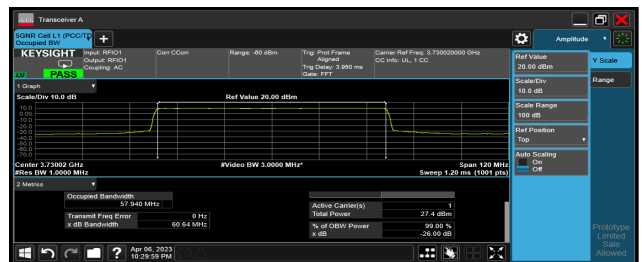 Transceiver A
5GNR Cell L1 (PCC/TD
Occupied BW
KEYSIGHT
Input: RFIO1
Output: RFIO1
Coupling: AC
Corr CCorr
Range: -60 dBm
Trig: Prot Frame
Aligned
Trig Delay: 3.950 ms
Gate: FFT
Carrier Ref Freq: 3.730020000 GHz
CC Info: UL, 1 CC
PASS
1 Graph
Scale/Div 10.0 dB
Ref Value 20.00 dBm
10.0
0.00
-10.0
-20.0
-30.0
-40.0
-50.0
-60.0
-70.0
Center 3.73002 GHz
#Video BW 3.0000 MHz*
Span 120 MHz
#Res BW 1.0000 MHz
Sweep 1.20 ms (1001 pts)
2 Metrics
Occupied Bandwidth
57.940 MHz
Transmit Freq Error 0 Hz
x dB Bandwidth 60.64 MHz
Active Carrier(s) 1
Total Power 27.4 dBm
% of OBW Power 99.00 %
x dB -26.00 dB
Apr 06, 2023
10:29:59 PM
Amplitude
Ref Value
20.00 dBm
Scale/Div
10.0 dB
Scale Range
100 dB
Ref Position
Top
Auto Scaling
On
Off
Y Scale
Range
Prototype
Limited
Sale
Allowed